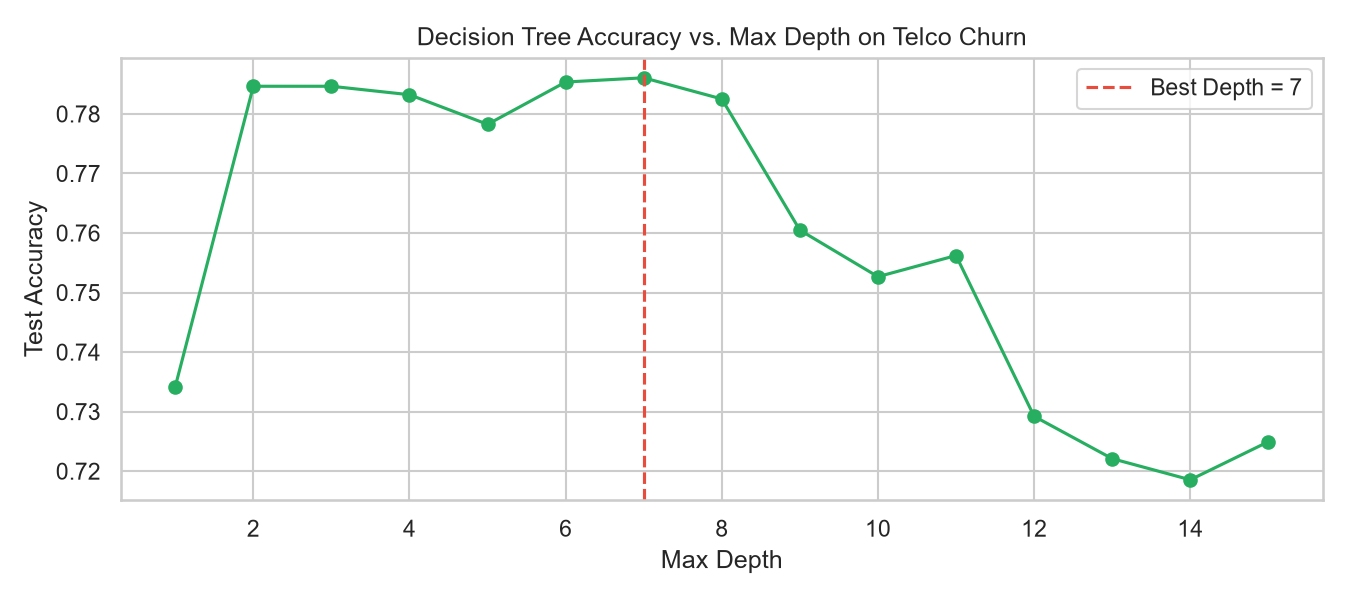 Decision Tree Accuracy vs. Max Depth on Telco Churn
Best Depth = 7
Test Accuracy
0.78
0.77
0.76
0.75
0.74
0.73
0.72
2 4 6 8 10 12 14
Max Depth